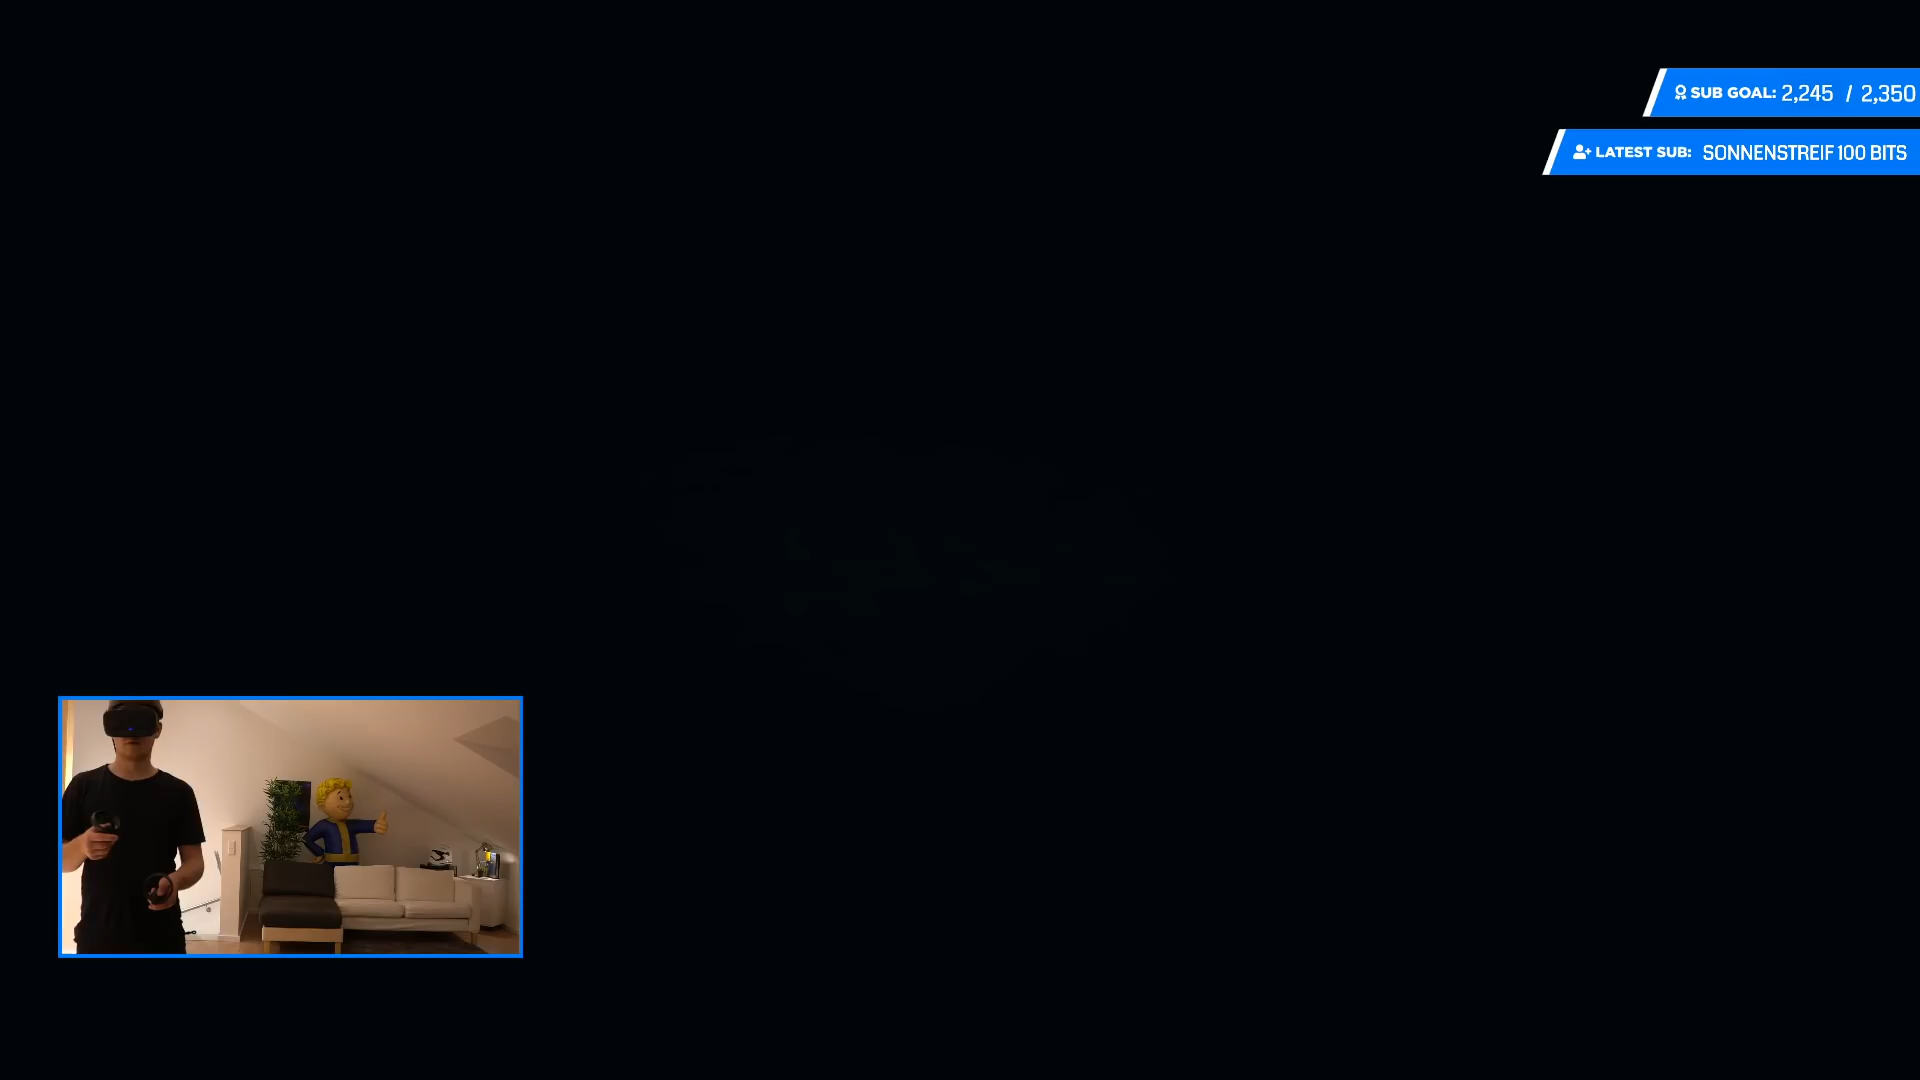 SUB GOAL: 2,245 / 2,350
LATEST SUB: SONNENSTREIF 100 BITS